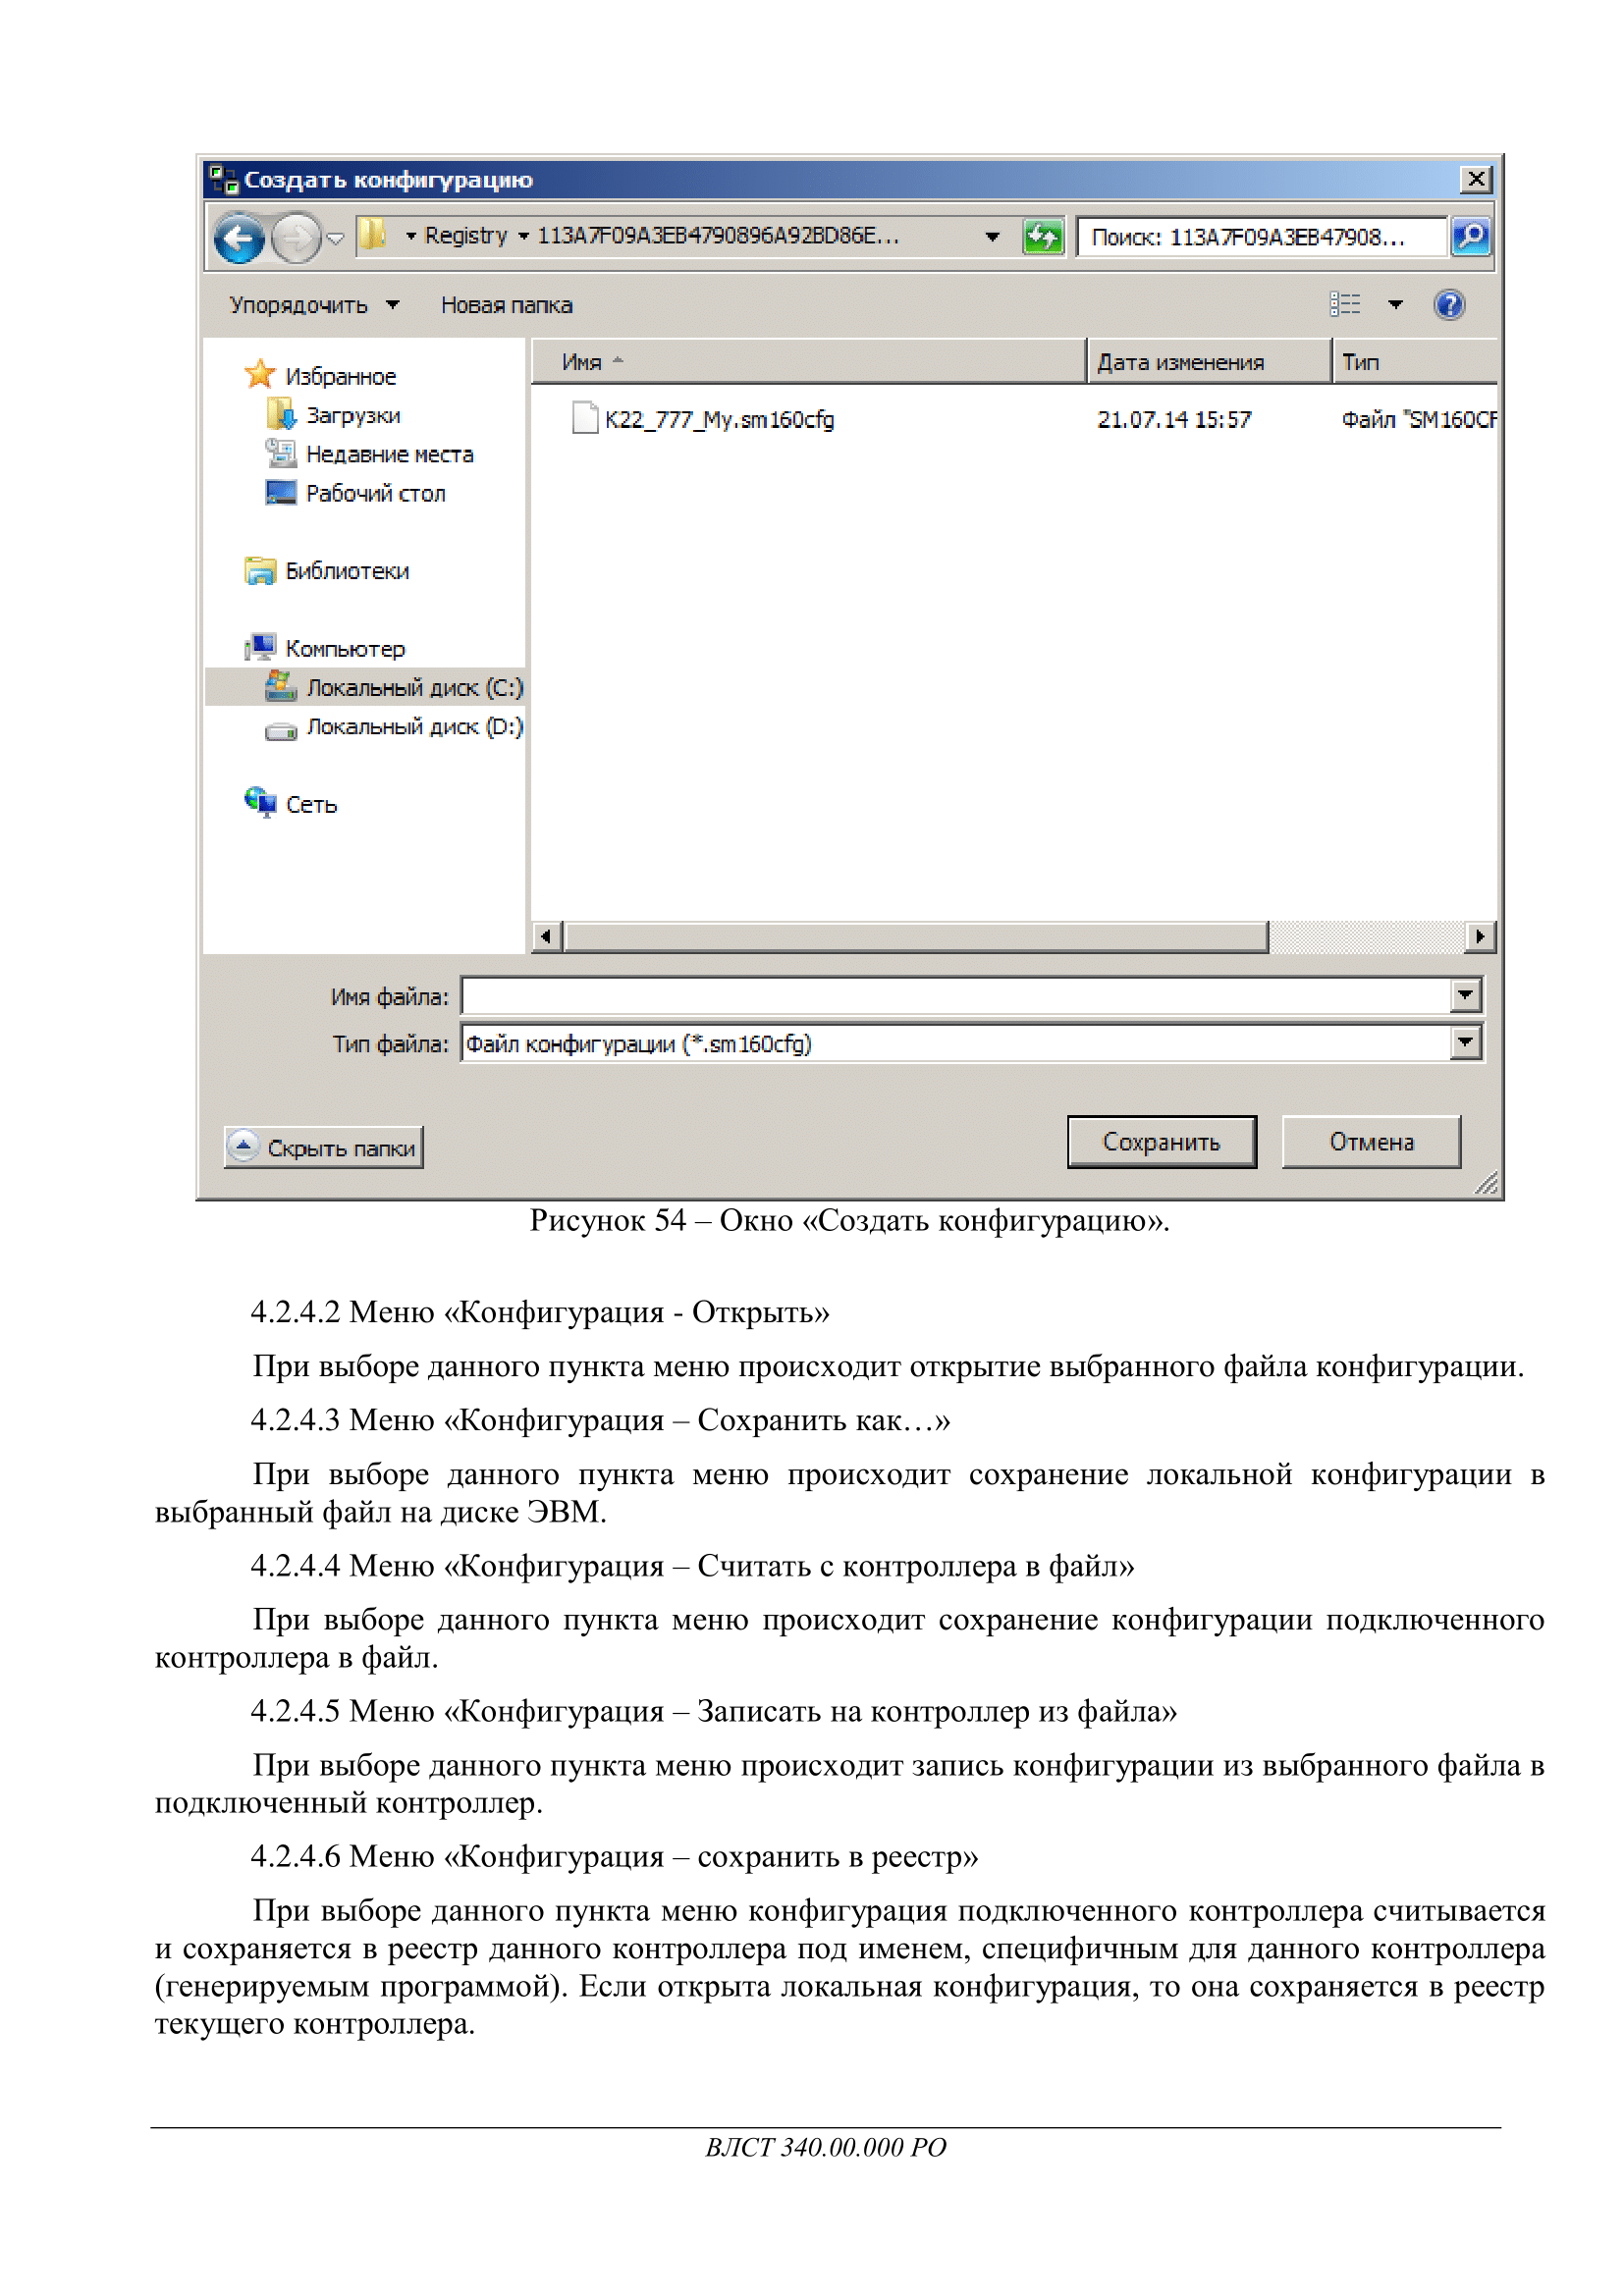 Создать конфигурацию
Registry 113A7F09A3EB4790896A92BD86E...
Поиск: 113A7F09A3EB47908...
Упорядочить Новая папка
Имя Дата изменения Тип
Избранное
Загрузки
Недавние места
Рабочий стол
Библиотеки
Компьютер
Локальный диск (C:)
Локальный диск (D:)
Сеть
K22_777_My.sm160cfg 21.07.14 15:57 Файл "SM160CF
Имя файла:
Тип файла: Файл конфигурации (*.sm160cfg)
Скрыть папки Сохранить Отмена
Рисунок 54 – Окно «Создать конфигурацию».
4.2.4.2 Меню «Конфигурация - Открыть»
При выборе данного пункта меню происходит открытие выбранного файла конфигурации.
4.2.4.3 Меню «Конфигурация – Сохранить как…»
При выборе данного пункта меню происходит сохранение локальной конфигурации в
выбранный файл на диске ЭВМ.
4.2.4.4 Меню «Конфигурация – Считать с контроллера в файл»
При выборе данного пункта меню происходит сохранение конфигурации подключенного
контроллера в файл.
4.2.4.5 Меню «Конфигурация – Записать на контроллер из файла»
При выборе данного пункта меню происходит запись конфигурации из выбранного файла в
подключенный контроллер.
4.2.4.6 Меню «Конфигурация – сохранить в реестр»
При выборе данного пункта меню конфигурация подключенного контроллера считывается
и сохраняется в реестр данного контроллера под именем, специфичным для данного контроллера
(генерируемым программой). Если открыта локальная конфигурация, то она сохраняется в реестр
текущего контроллера.
ВЛСТ 340.00.000 РО